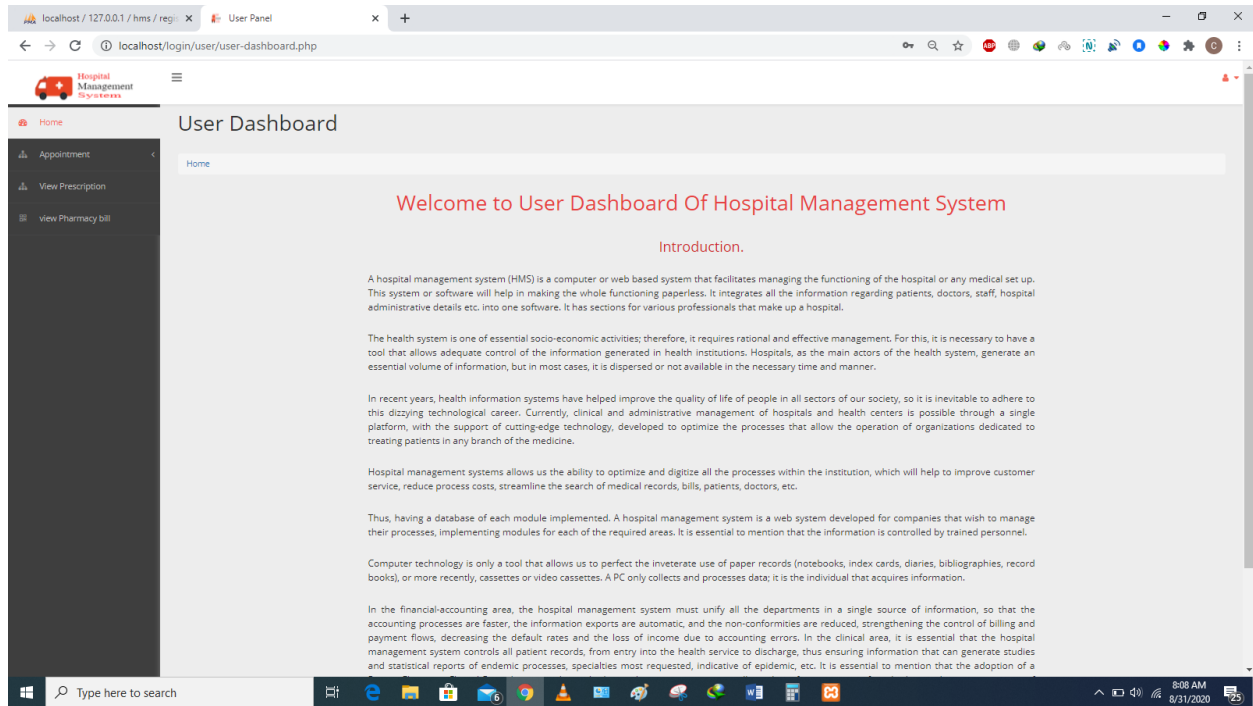 localhost / 127.0.0.1 / hms / regi
User Panel
localhost/login/user/user-dashboard.php
ABP
N
C
Hospital
Management
System
Home
User Dashboard
Appointment
Home
View Prescription
view Pharmacy bill
Welcome to User Dashboard Of Hospital Management System
Introduction.
A hospital management system (HMS) is a computer or web based system that facilitates managing the functioning of the hospital or any medical set up.
This system or software will help in making the whole functioning paperless. It integrates all the information regarding patients, doctors, staff, hospital
administrative details etc. into one software. It has sections for various professionals that make up a hospital.
The health system is one of essential socio-economic activities; therefore, it requires rational and effective management. For this, it is necessary to have a
tool that allows adequate control of the information generated in health institutions. Hospitals, as the main actors of the health system, generate an
essential volume of information, but in most cases, it is dispersed or not available in the necessary time and manner.
In recent years, health information systems have helped improve the quality of life of people in all sectors of our society, so it is inevitable to adhere to
this dizzying technological career. Currently, clinical and administrative management of hospitals and health centers is possible through a single
platform, with the support of cutting-edge technology, developed to optimize the processes that allow the operation of organizations dedicated to
treating patients in any branch of the medicine.
Hospital management systems allows us the ability to optimize and digitize all the processes within the institution, which will help to improve customer
service, reduce process costs, streamline the search of medical records, bills, patients, doctors, etc.
Thus, having a database of each module implemented. A hospital management system is a web system developed for companies that wish to manage
their processes, implementing modules for each of the required areas. It is essential to mention that the information is controlled by trained personnel.
Computer technology is only a tool that allows us to perfect the inveterate use of paper records (notebooks, index cards, diaries, bibliographies, record
books), or more recently, cassettes or video cassettes. A PC only collects and processes data; it is the individual that acquires information.
In the financial-accounting area, the hospital management system must unify all the departments in a single source of information, so that the
accounting processes are faster, the information exports are automatic, and the non-conformities are reduced, strengthening the control of billing and
payment flows, decreasing the default rates and the loss of income due to accounting errors. In the clinical area, it is essential that the hospital
management system controls all patient records, from entry into the health service to discharge, thus ensuring information that can generate studies
and statistical reports of endemic processes, specialties most requested, indicative of epidemic, etc. It is essential to mention that the adoption of a
Type here to search
6
8:08 AM
8/31/2020
25